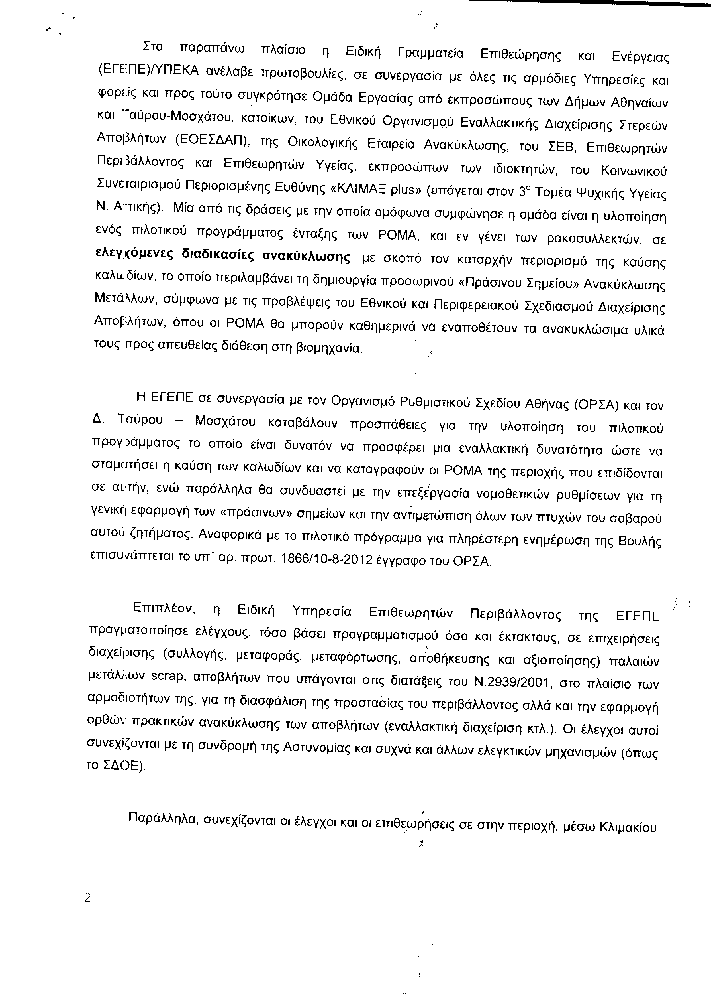 Στο παραπάνω πλαίσιο η Ειδική Γραμματεία Επιθεώρησης και Ενέργειας
(ΕΓΕΠΕ)/ΥΠΕΚΑ ανέλαβε πρωτοβουλίες, σε συνεργασία με όλες τις αρμόδιες Υπηρεσίες και
φορείς και προς τούτο συγκρότησε Ομάδα Εργασίας από εκπροσώπους των Δήμων Αθηναίων
και Ταύρου-Μοσχάτου, κατοίκων, του Εθνικού Οργανισμού Εναλλακτικής Διαχείρισης Στερεών
Αποβλήτων (ΕΟΕΣΔΑΠ), της Οικολογικής Εταιρεία Ανακύκλωσης, του ΣΕΒ, Επιθεωρητών
Περιβάλλοντος και Επιθεωρητών Υγείας, εκπροσώπων των ιδιοκτητών, του Κοινωνικού
Συνεταιρισμού Περιορισμένης Ευθύνης «ΚΛΙΜΑΞ plus» (υπάγεται στον 3ο Τομέα Ψυχικής Υγείας
Ν. Αττικής). Μία από τις δράσεις με την οποία ομόφωνα συμφώνησε η ομάδα είναι η υλοποίηση
ενός πιλοτικού προγράμματος ένταξης των ΡΟΜΑ, και εν γένει των ρακοσυλλεκτών, σε
ελεγχόμενες διαδικασίες ανακύκλωσης, με σκοπό τον καταρχήν περιορισμό της καύσης
καλωδίων, το οποίο περιλαμβάνει τη δημιουργία προσωρινού «Πράσινου Σημείου» Ανακύκλωσης
Μετάλλων, σύμφωνα με τις προβλέψεις του Εθνικού και Περιφερειακού Σχεδιασμού Διαχείρισης
Αποβλήτων, όπου οι ΡΟΜΑ θα μπορούν καθημερινά να εναποθέτουν τα ανακυκλώσιμα υλικά
τους προς απευθείας διάθεση στη βιομηχανία.
Η ΕΓΕΠΕ σε συνεργασία με τον Οργανισμό Ρυθμιστικού Σχεδίου Αθήνας (ΟΡΣΑ) και τον
Δ. Ταύρου – Μοσχάτου καταβάλουν προσπάθειες για την υλοποίηση του πιλοτικού
προγράμματος το οποίο είναι δυνατόν να προσφέρει μια εναλλακτική δυνατότητα ώστε να
σταματήσει η καύση των καλωδίων και να καταγραφούν οι ΡΟΜΑ της περιοχής που επιδίδονται
σε αυτήν, ενώ παράλληλα θα συνδυαστεί με την επεξεργασία νομοθετικών ρυθμίσεων για τη
γενική εφαρμογή των «πράσινων» σημείων και την αντιμετώπιση όλων των πτυχών του σοβαρού
αυτού ζητήματος. Αναφορικά με το πιλοτικό πρόγραμμα για πληρέστερη ενημέρωση της Βουλής
επισυνάπτεται το υπ΄ αρ. πρωτ. 1866/10-8-2012 έγγραφο του ΟΡΣΑ.
Επιπλέον, η Ειδική Υπηρεσία Επιθεωρητών Περιβάλλοντος της ΕΓΕΠΕ
πραγματοποίησε ελέγχους, τόσο βάσει προγραμματισμού όσο και έκτακτους, σε επιχειρήσεις
διαχείρισης (συλλογής, μεταφοράς, μεταφόρτωσης, αποθήκευσης και αξιοποίησης) παλαιών
μετάλλων scrap, αποβλήτων που υπάγονται στις διατάξεις του Ν.2939/2001, στο πλαίσιο των
αρμοδιοτήτων της, για τη διασφάλιση της προστασίας του περιβάλλοντος αλλά και την εφαρμογή
ορθών πρακτικών ανακύκλωσης των αποβλήτων (εναλλακτική διαχείριση κτλ.). Οι έλεγχοι αυτοί
συνεχίζονται με τη συνδρομή της Αστυνομίας και συχνά και άλλων ελεγκτικών μηχανισμών (όπως
το ΣΔΟΕ).
Παράλληλα, συνεχίζονται οι έλεγχοι και οι επιθεωρήσεις σε στην περιοχή, μέσω Κλιμακίου
2